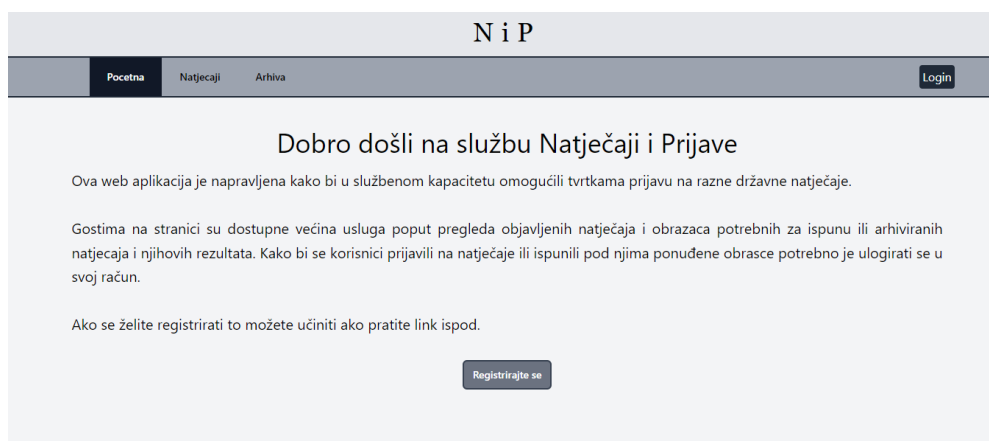 N i P
Pocetna Natjecaji Arhiva Login
Dobro došli na službu Natječaji i Prijave
Ova web aplikacija je napravljena kako bi u službenom kapacitetu omogućili tvrtkama prijavu na razne državne natječaje.
Gostima na stranici su dostupne većina usluga poput pregleda objavljenih natječaja i obrazaca potrebnih za ispunu ili arhiviranih
natjecaja i njihovih rezultata. Kako bi se korisnici prijavili na natječaje ili ispunili pod njima ponuđene obrasce potrebno je ulogirati se u
svoj račun.
Ako se želite registrirati to možete učiniti ako pratite link ispod.
Registrirajte se